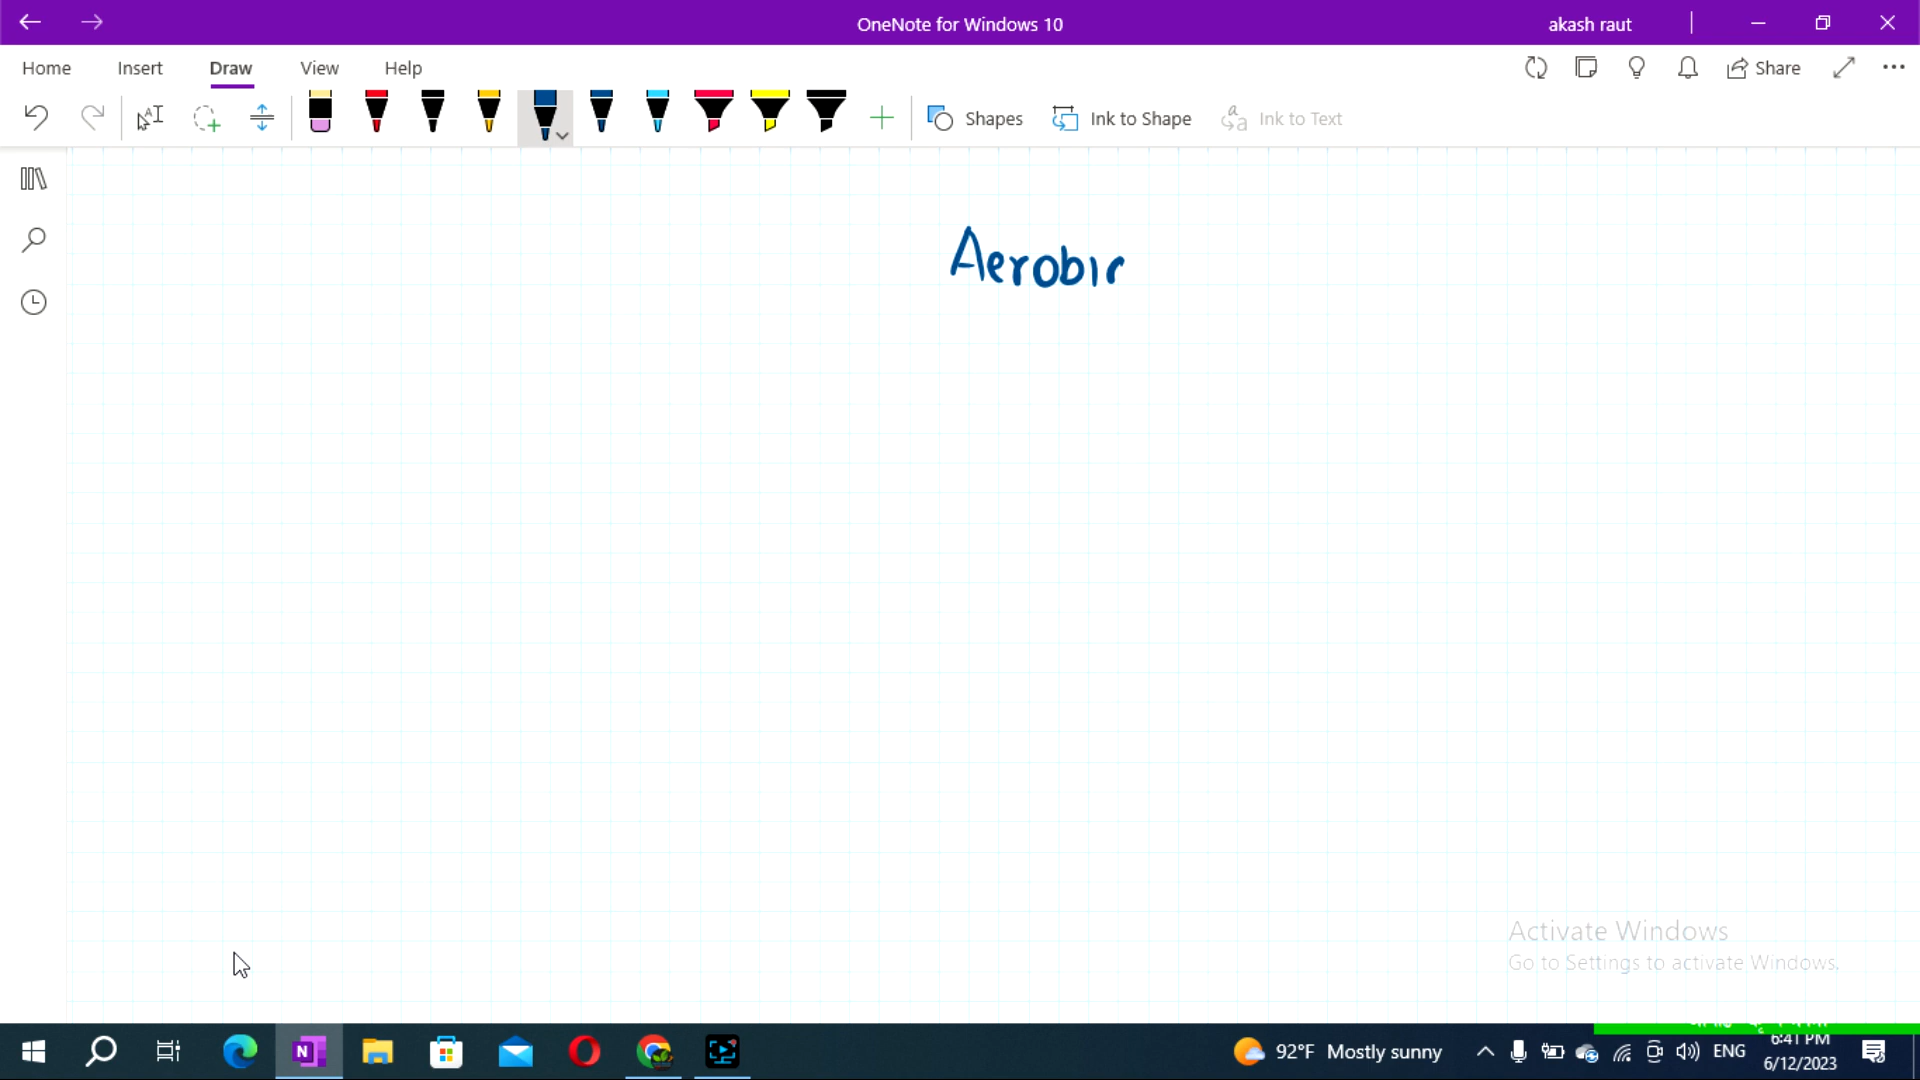 OneNote for Windows 10
akash raut
Home Insert Draw View Help
Share
Shapes Ink to Shape Ink to Text
Aerobic
Activate Windows
Go to Settings to activate Windows.
92°F Mostly sunny
ENG
6:41 PM
6/12/2023